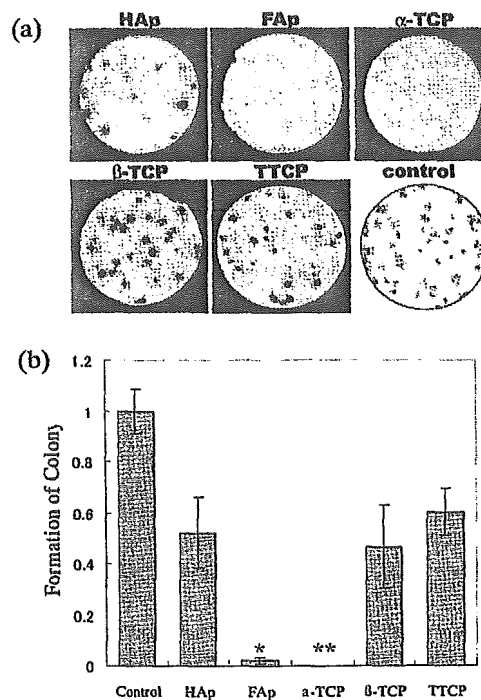 (a)
HAp FAp α-TCP
β-TCP TTCP control
(b)
1.2
1
0.8
0.6
0.4
0.2
0
Formation of Colony
* **
Control HAp FAp a-TCP ß-TCP TTCP